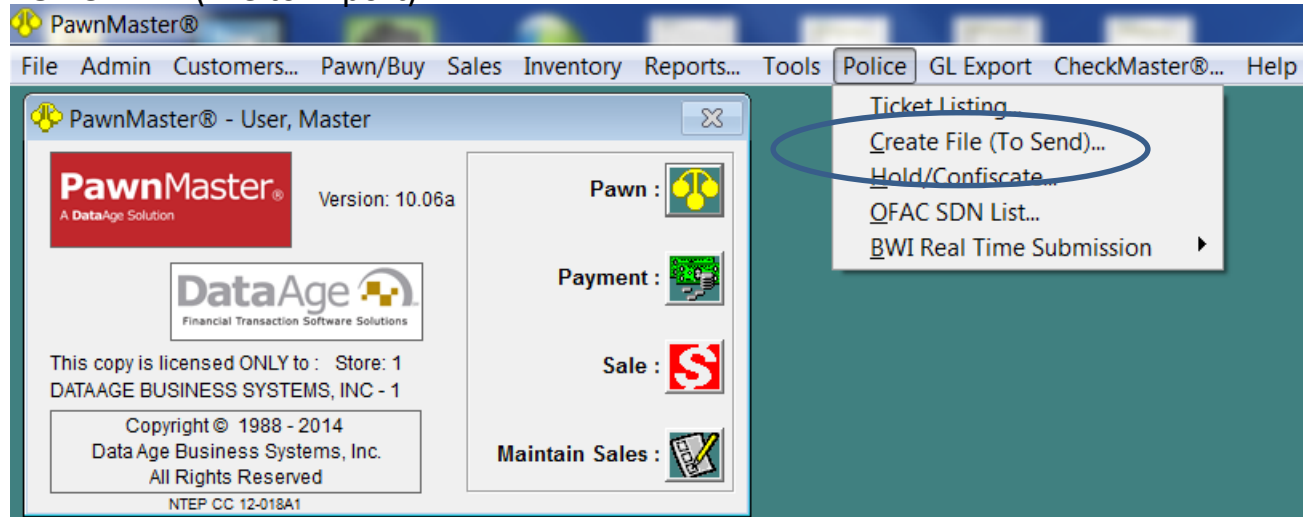 PawnMaster®
File Admin Customers... Pawn/Buy Sales Inventory Reports... Tools Police GL Export CheckMaster®... Help
Ticket Listing...
Create File (To Send)...
Hold/Confiscate...
OFAC SDN List...
BWI Real Time Submission
PawnMaster® - User, Master
PawnMaster®
A DataAge Solution
Version: 10.06a
DataAge
Financial Transaction Software Solutions
This copy is licensed ONLY to : Store: 1
DATAAGE BUSINESS SYSTEMS, INC - 1
Copyright © 1988 - 2014
Data Age Business Systems, Inc.
All Rights Reserved
NTEP CC 12-018A1
Pawn :
Payment :
Sale :
Maintain Sales :